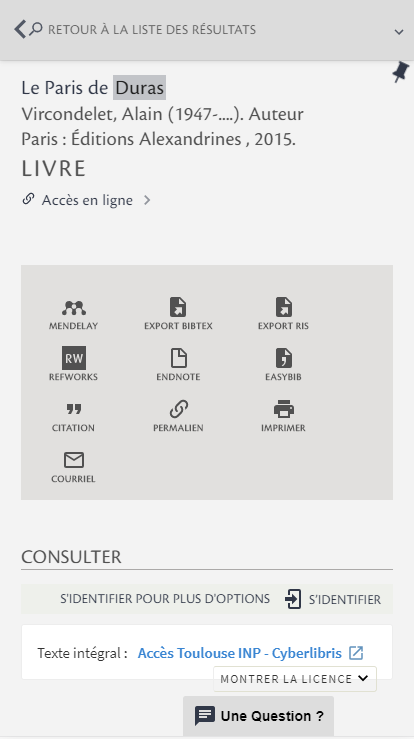 RETOUR À LA LISTE DES RÉSULTATS
Le Paris de Duras
Vircondelet, Alain (1947-....). Auteur
Paris : Éditions Alexandrines , 2015.
LIVRE
Accès en ligne
MENDELAY
EXPORT BIBTEX
EXPORT RIS
RW
REFWORKS
ENDNOTE
EASYBIB
CITATION
PERMALIEN
IMPRIMER
COURRIEL
CONSULTER
S'IDENTIFIER POUR PLUS D'OPTIONS S'IDENTIFIER
Texte intégral : Accès Toulouse INP - Cyberlibris
MONTRER LA LICENCE
Une Question ?